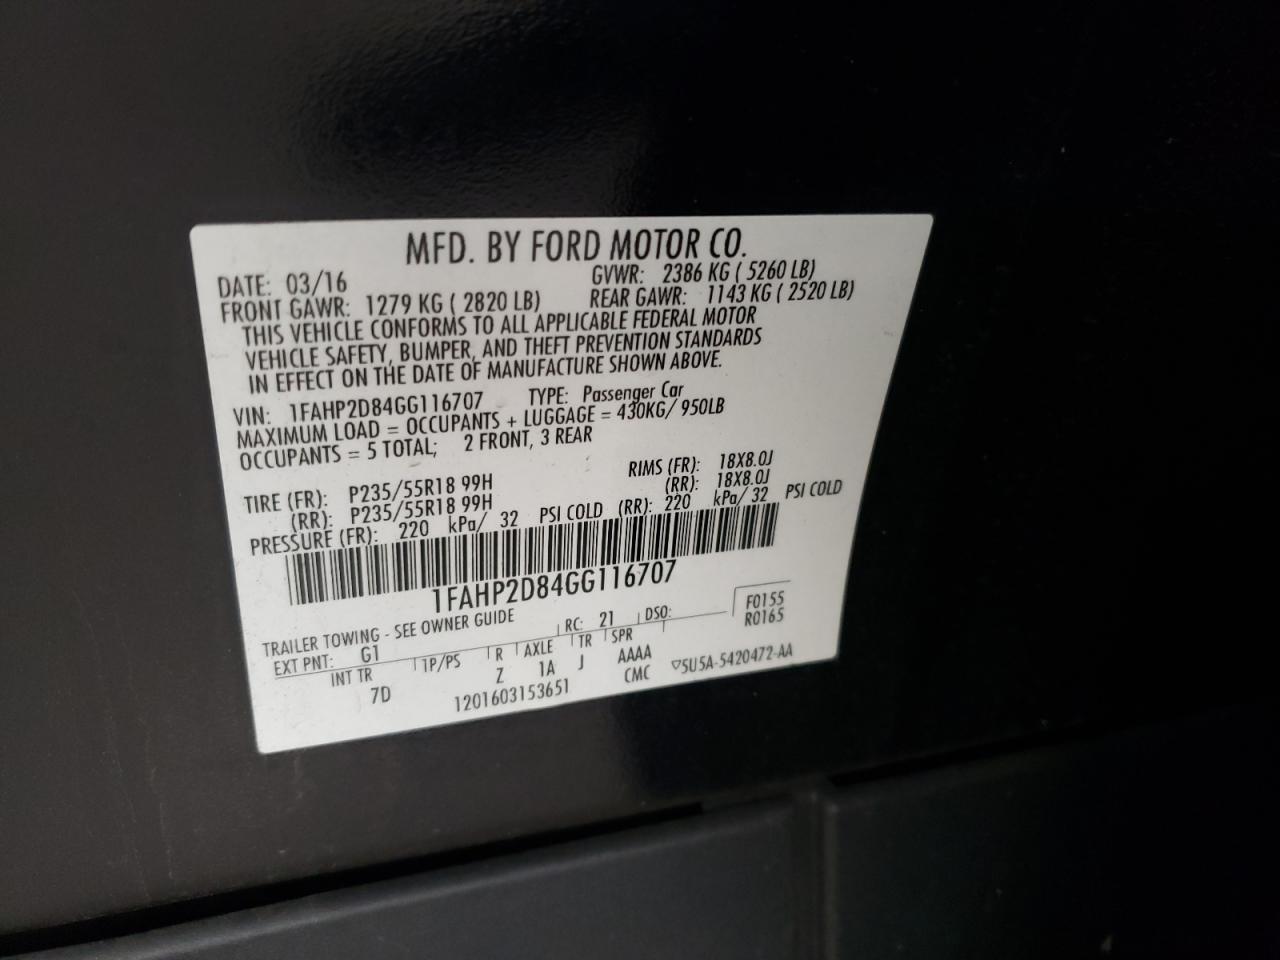 MFD. BY FORD MOTOR CO.
DATE: 03/16 GVWR: 2386 KG ( 5260 LB)
FRONT GAWR: 1279 KG ( 2820 LB) REAR GAWR: 1143 KG ( 2520 LB)
THIS VEHICLE CONFORMS TO ALL APPLICABLE FEDERAL MOTOR
VEHICLE SAFETY, BUMPER, AND THEFT PREVENTION STANDARDS
IN EFFECT ON THE DATE OF MANUFACTURE SHOWN ABOVE.
VIN: 1FAHP2D84GG116707 TYPE: Passenger Car
MAXIMUM LOAD = OCCUPANTS + LUGGAGE = 430KG/ 950LB
OCCUPANTS = 5 TOTAL; 2 FRONT, 3 REAR
TIRE (FR): P235/55R18 99H RIMS (FR): 18X8.0J
(RR): P235/55R18 99H (RR): 18X8.0J
PRESSURE (FR): 220 kPa/ 32 PSI COLD (RR): 220 kPa/ 32 PSI COLD
1FAHP2D84GG116707
TRAILER TOWING - SEE OWNER GUIDE F0155
EXT PNT: G1 RC: 21 DSO: R0165
INT TR TP/PS R AXLE TR SPR
7D Z 1A J AAAA
1201603153651 CMC ▽5U5A-5420472-AA